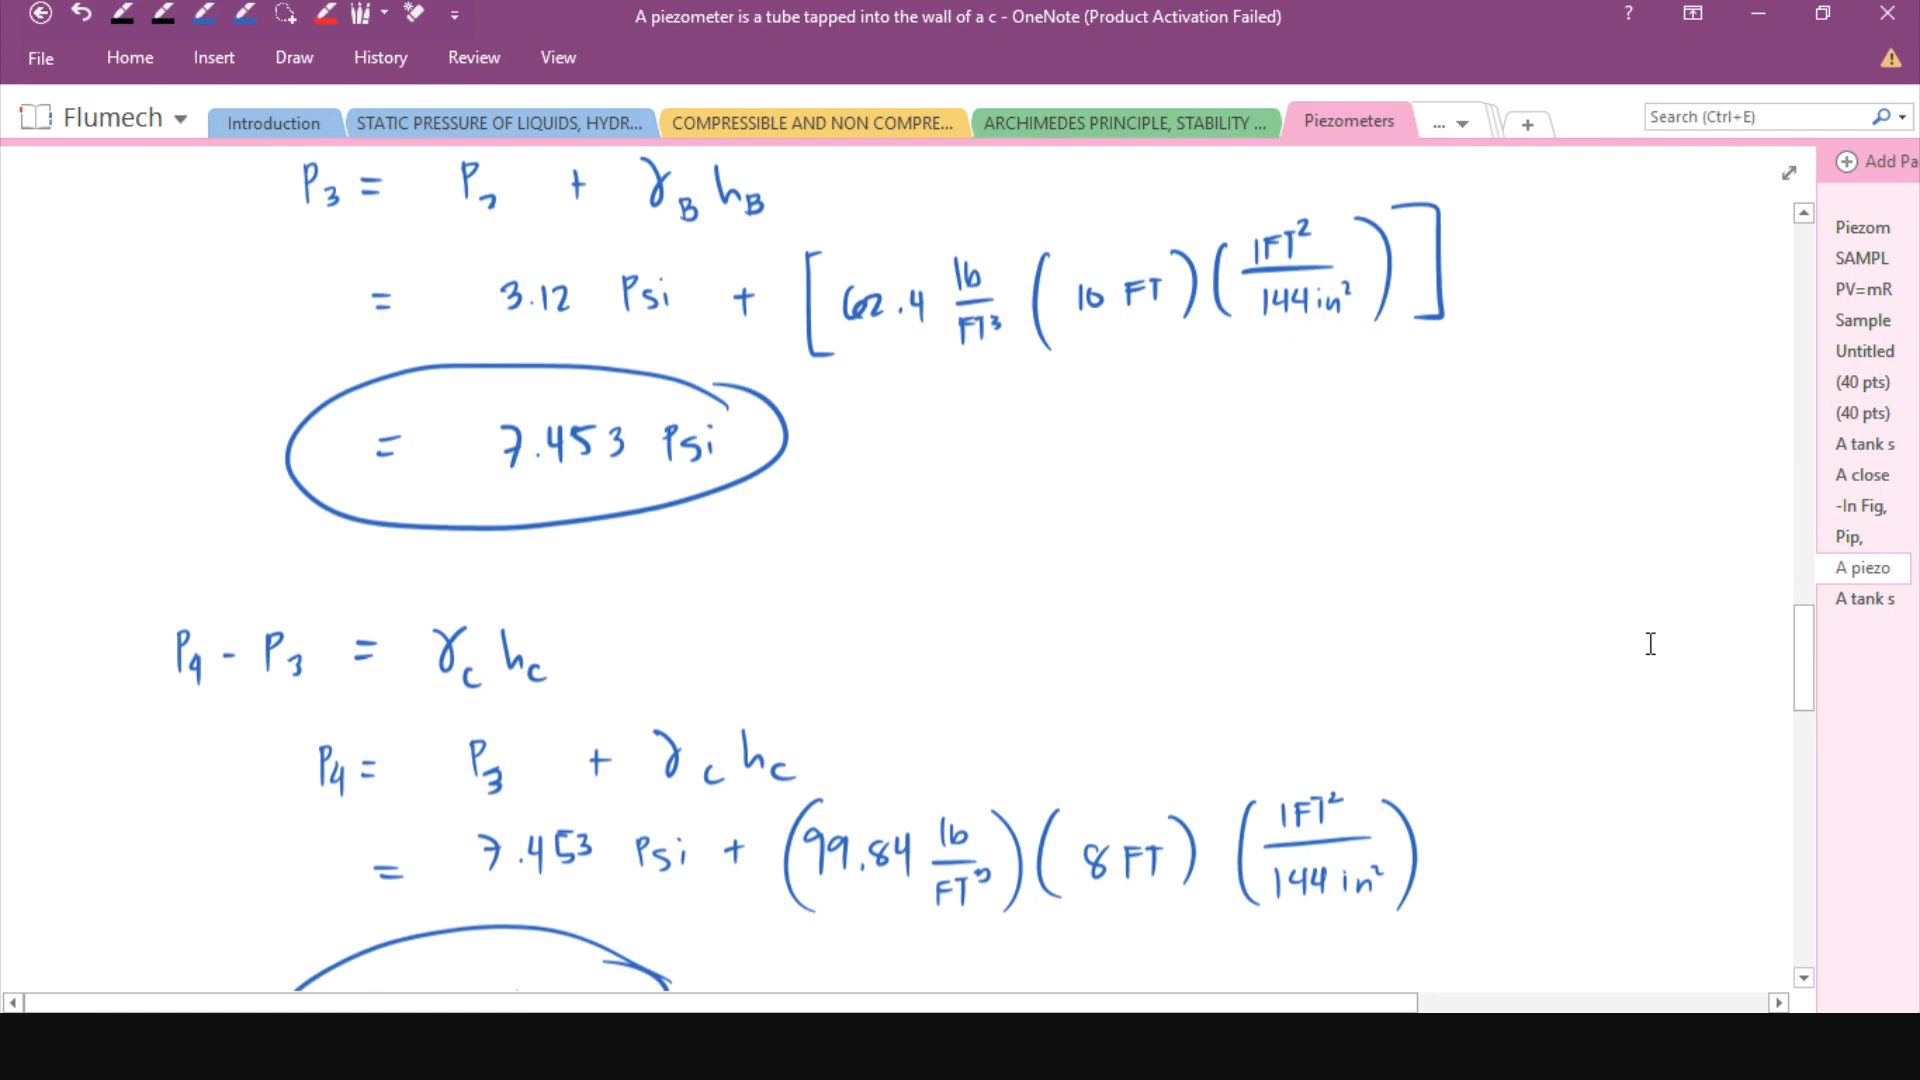 A piezometer is a tube tapped into the wall of a c - OneNote (Product Activation Failed)
?
File Home Insert Draw History Review View
Flumech
Introduction
STATIC PRESSURE OF LIQUIDS, HYDR...
COMPRESSIBLE AND NON COMPRE...
ARCHIMEDES PRINCIPLE, STABILITY ...
Piezometers
...
Search (Ctrl+E)
Add Pa
P3 = P2 + γB hB
= 3.12 Psi + [62.4 lb/FT³ (10 FT)(1FT²/144in²)]
= 7.453 Psi
P4 - P3 = γc hc
P4 = P3 + γc hc
= 7.453 Psi + (99.84 lb/FT³)(8 FT)(1FT²/144in²)
Piezom
SAMPL
PV=mR
Sample
Untitled
(40 pts)
(40 pts)
A tank s
A close
-In Fig,
Pip,
A piezo
A tank s